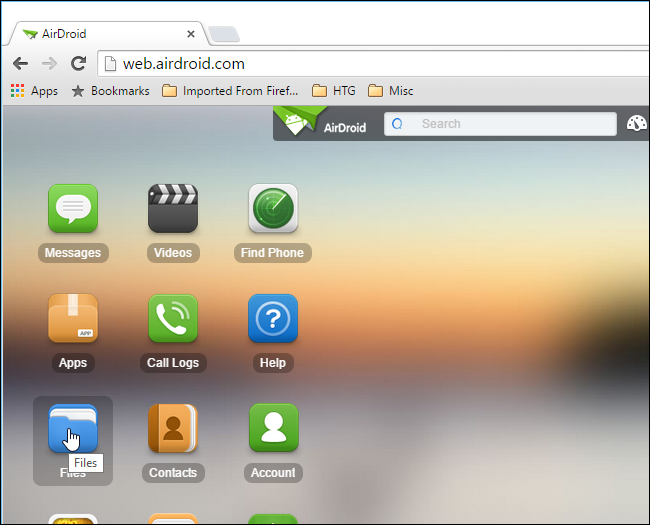 AirDroid
web.airdroid.com
Apps Bookmarks Imported From Firef... HTG Misc
AirDroid Search
Messages Videos Find Phone
APP
Apps Call Logs Help
Files Contacts Account
Files